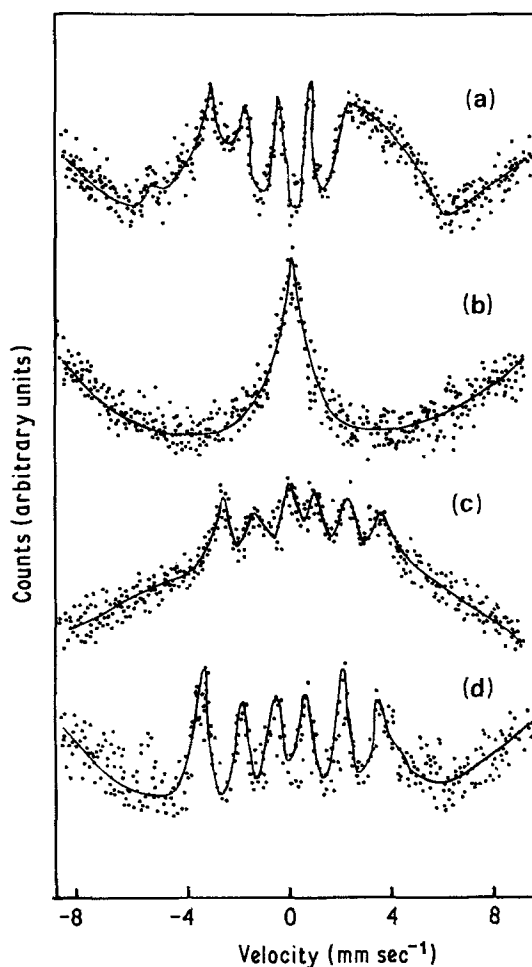 (a)
(b)
(c)
(d)
Counts (arbitrary units)
-8 -4 0 4 8
Velocity (mm sec⁻¹)